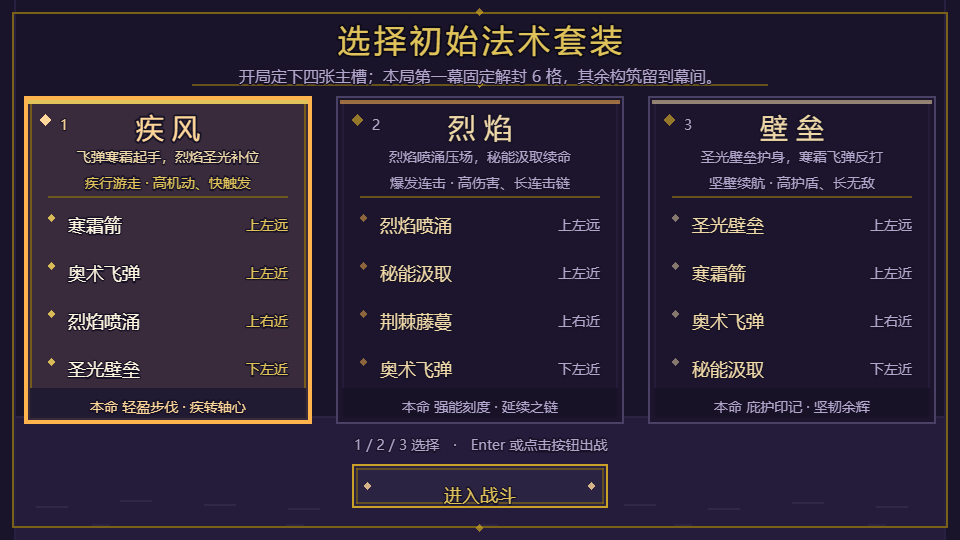 选择初始法术套装
开局定下四张主槽；本局第一幕固定解封 6 格，其余构筑留到幕间。
1
疾风
飞弹寒霜起手，烈焰圣光补位
疾行游走 · 高机动、快触发
寒霜箭 上左远
奥术飞弹 上左近
烈焰喷涌 上右近
圣光壁垒 下左近
本命 轻盈步伐 · 疾转轴心
2
烈焰
烈焰喷涌压场，秘能汲取续命
爆发连击 · 高伤害、长连击链
烈焰喷涌 上左远
秘能汲取 上左近
荆棘藤蔓 上右近
奥术飞弹 下左近
本命 强能刻度 · 延续之链
3
壁垒
圣光壁垒护身，寒霜飞弹反打
坚壁续航 · 高护盾、长无敌
圣光壁垒 上左远
寒霜箭 上左近
奥术飞弹 上右近
秘能汲取 下左近
本命 庇护印记 · 坚韧余辉
1 / 2 / 3 选择 · Enter 或点击按钮出战
进入战斗